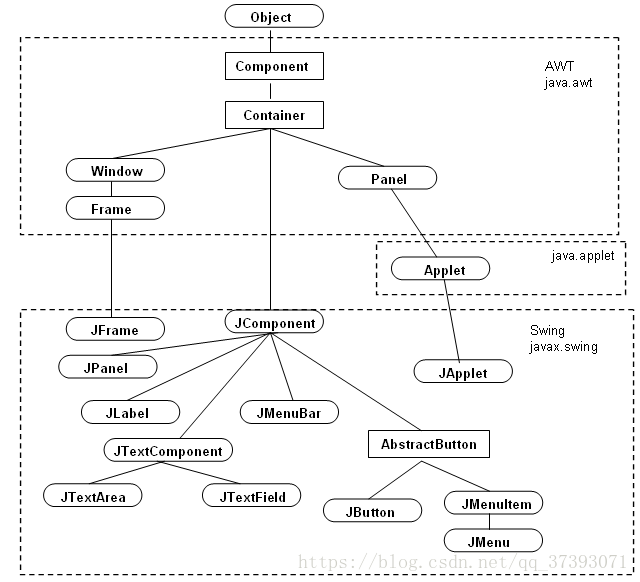 Object
Component
AWT
java.awt
Container
Window
Panel
Frame
java.applet
Applet
JFrame
JComponent
Swing
javax.swing
JPanel
JApplet
JLabel
JMenuBar
JTextComponent
AbstractButton
JTextArea
JTextField
JButton
JMenuItem
JMenu
https://blog.csdn.net/qq_37393071